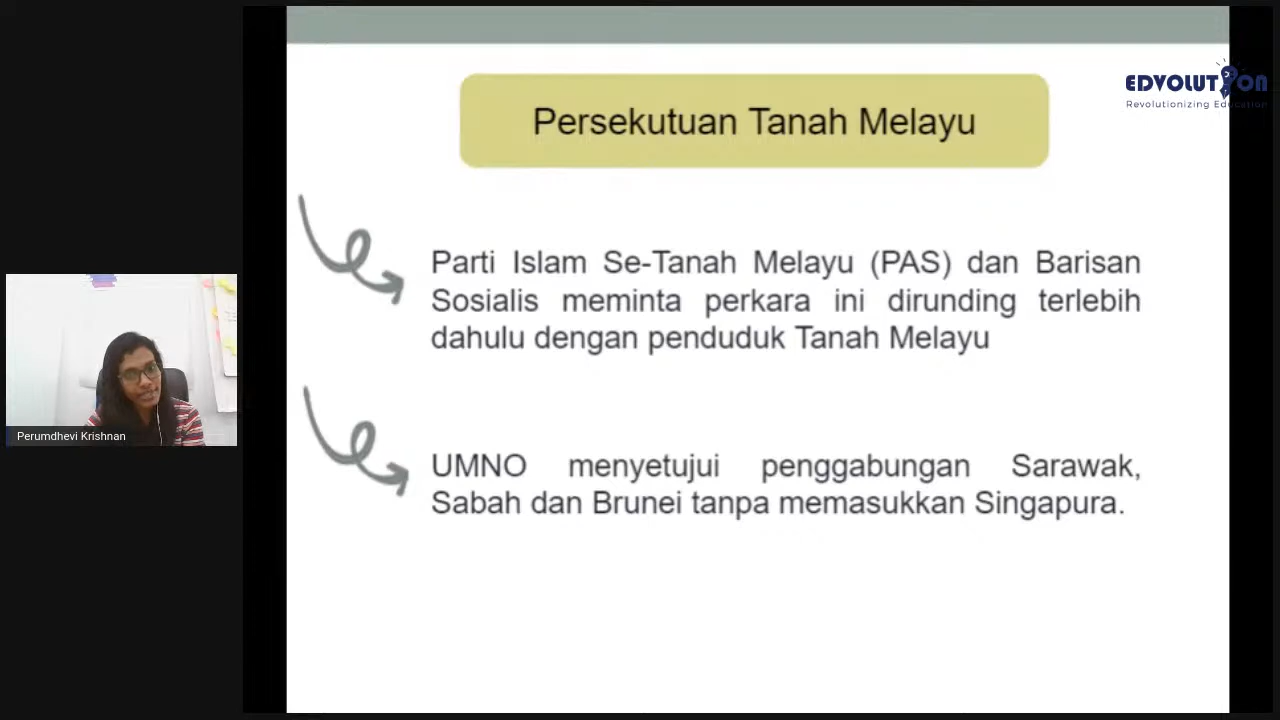 EDVOLUTION
Revolutionizing Education
Persekutuan Tanah Melayu
Parti Islam Se-Tanah Melayu (PAS) dan Barisan
Sosialis meminta perkara ini dirunding terlebih
dahulu dengan penduduk Tanah Melayu
UMNO menyetujui penggabungan Sarawak,
Sabah dan Brunei tanpa memasukkan Singapura.
Perumdhevi Krishnan